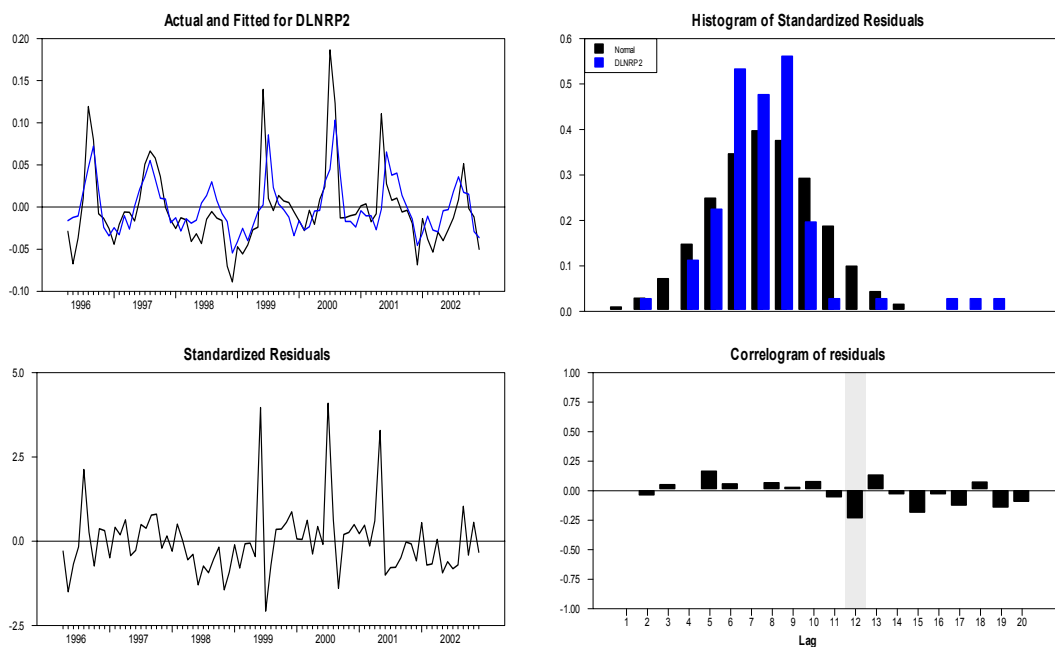 Actual and Fitted for DLNRP2
0.20
0.15
0.10
0.05
0.00
-0.05
-0.10
1996 1997 1998 1999 2000 2001 2002
Histogram of Standardized Residuals
Normal
DLNRP2
0.6
0.5
0.4
0.3
0.2
0.1
0.0
Standardized Residuals
5.0
2.5
0.0
-2.5
1996 1997 1998 1999 2000 2001 2002
Correlogram of residuals
1.00
0.75
0.50
0.25
0.00
-0.25
-0.50
-0.75
-1.00
1 2 3 4 5 6 7 8 9 10 11 12 13 14 15 16 17 18 19 20
Lag